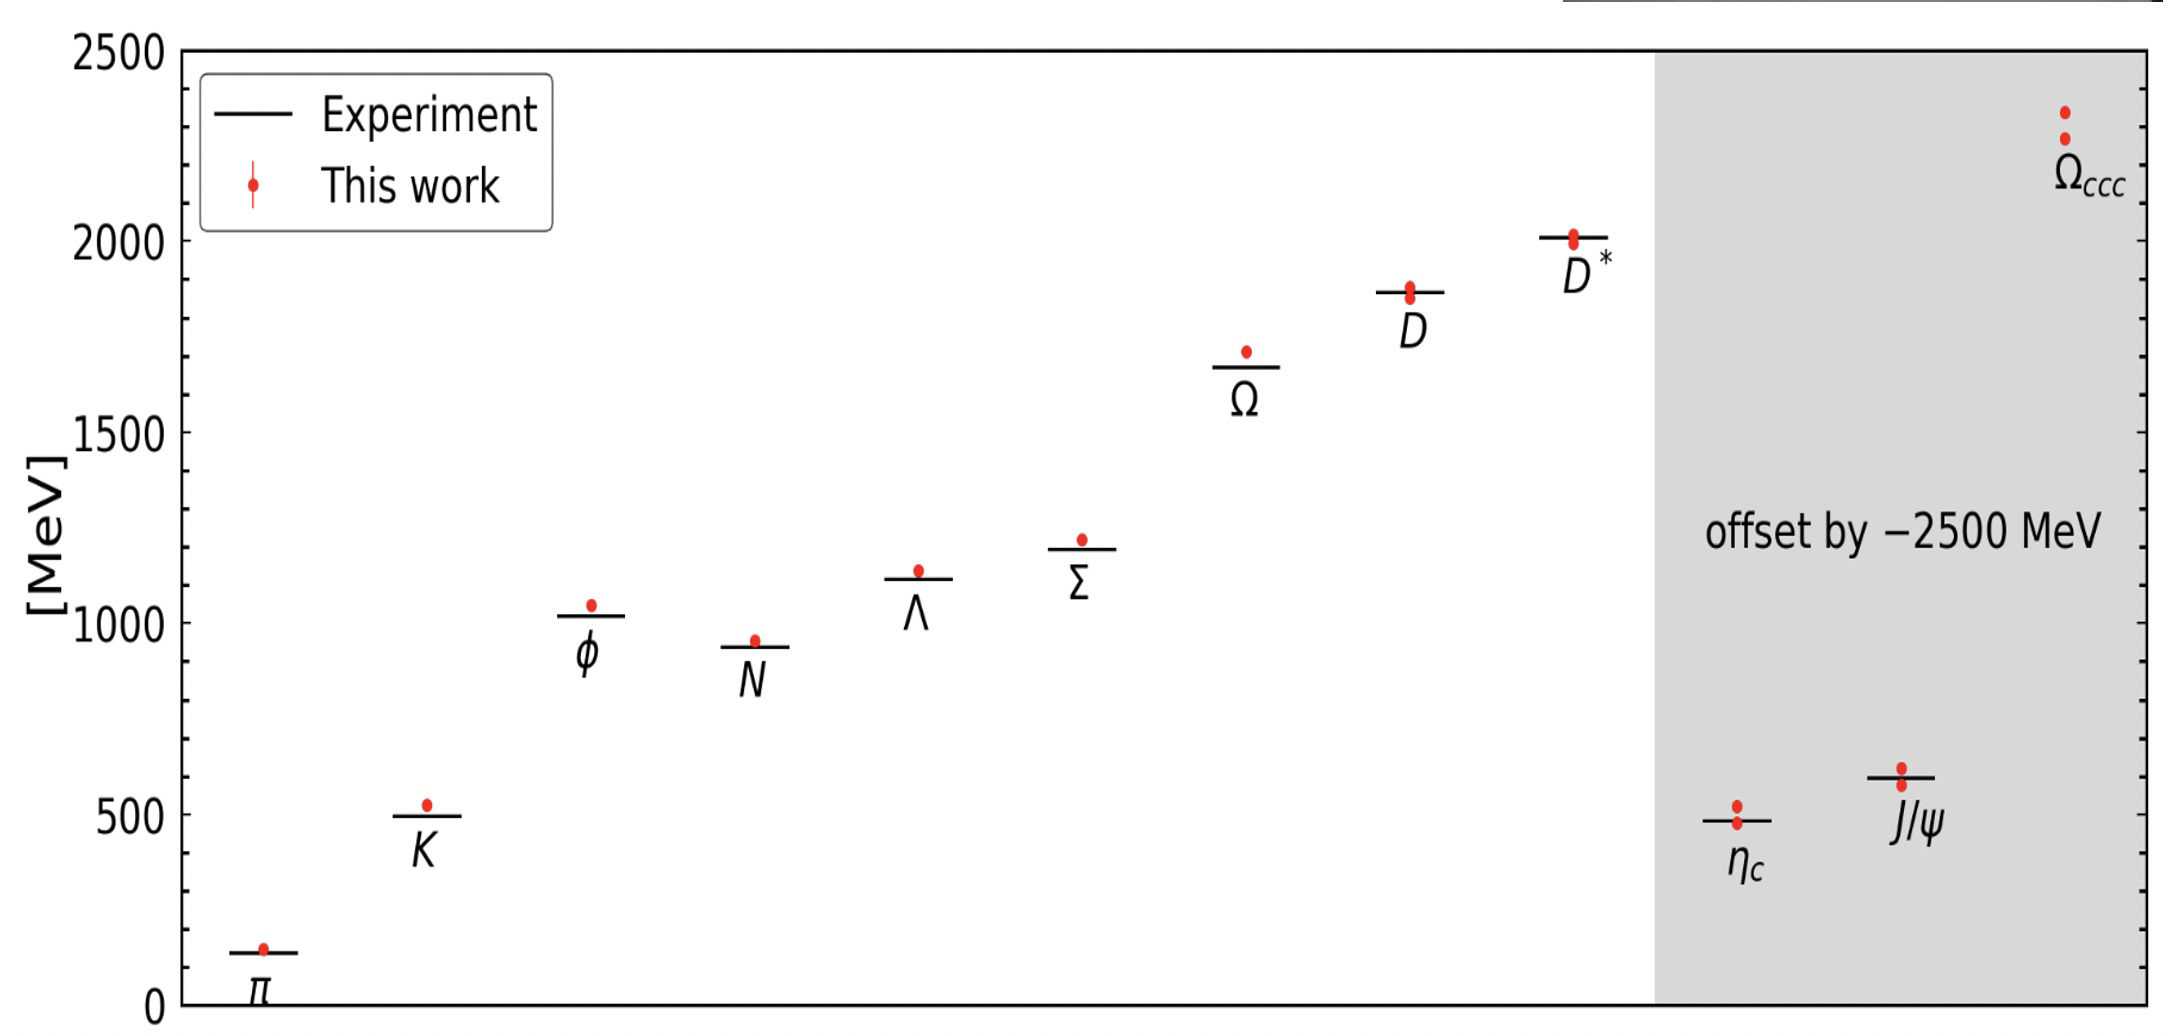 2500
2000
1500
1000
500
0
[MeV]
Experiment
This work
π
K
ϕ
N
Λ
Σ
Ω
D
D*
offset by −2500 MeV
η_c
J/ψ
Ω_ccc